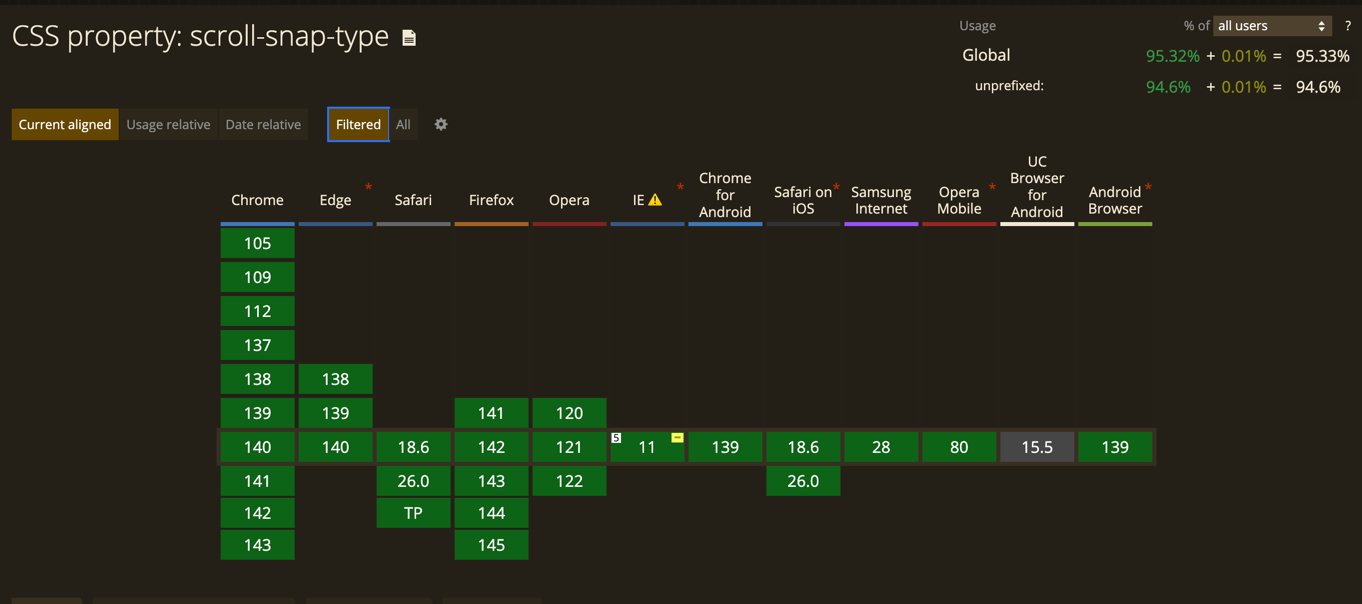 CSS property: scroll-snap-type
Usage % of all users ?
Global 95.32% + 0.01% = 95.33%
unprefixed: 94.6% + 0.01% = 94.6%
Current aligned Usage relative Date relative Filtered All
Chrome Edge * Safari Firefox Opera IE * Chrome for Android Safari on iOS * Samsung Internet Opera Mobile * UC Browser for Android Android Browser *
105
109
112
137
138 138
139 139 141 120
140 140 18.6 142 121 5 11 139 18.6 28 80 15.5 139
141 26.0 143 122 26.0
142 TP 144
143 145